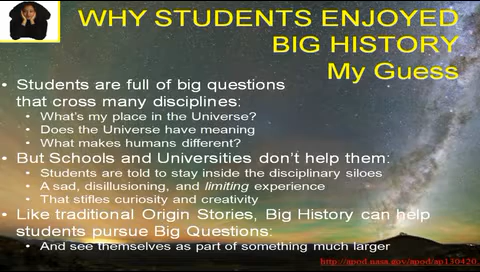 WHY STUDENTS ENJOYED
BIG HISTORY
My Guess
• Students are full of big questions
that cross many disciplines:
• What's my place in the Universe?
• Does the Universe have meaning
• What makes humans different?
• But Schools and Universities don't help them:
• Students are told to stay inside the disciplinary siloes
• A sad, disillusioning, and limiting experience
• That stifles curiosity and creativity
• Like traditional Origin Stories, Big History can help
students pursue Big Questions:
• And see themselves as part of something much larger
http://apod.nasa.gov/apod/ap130420.